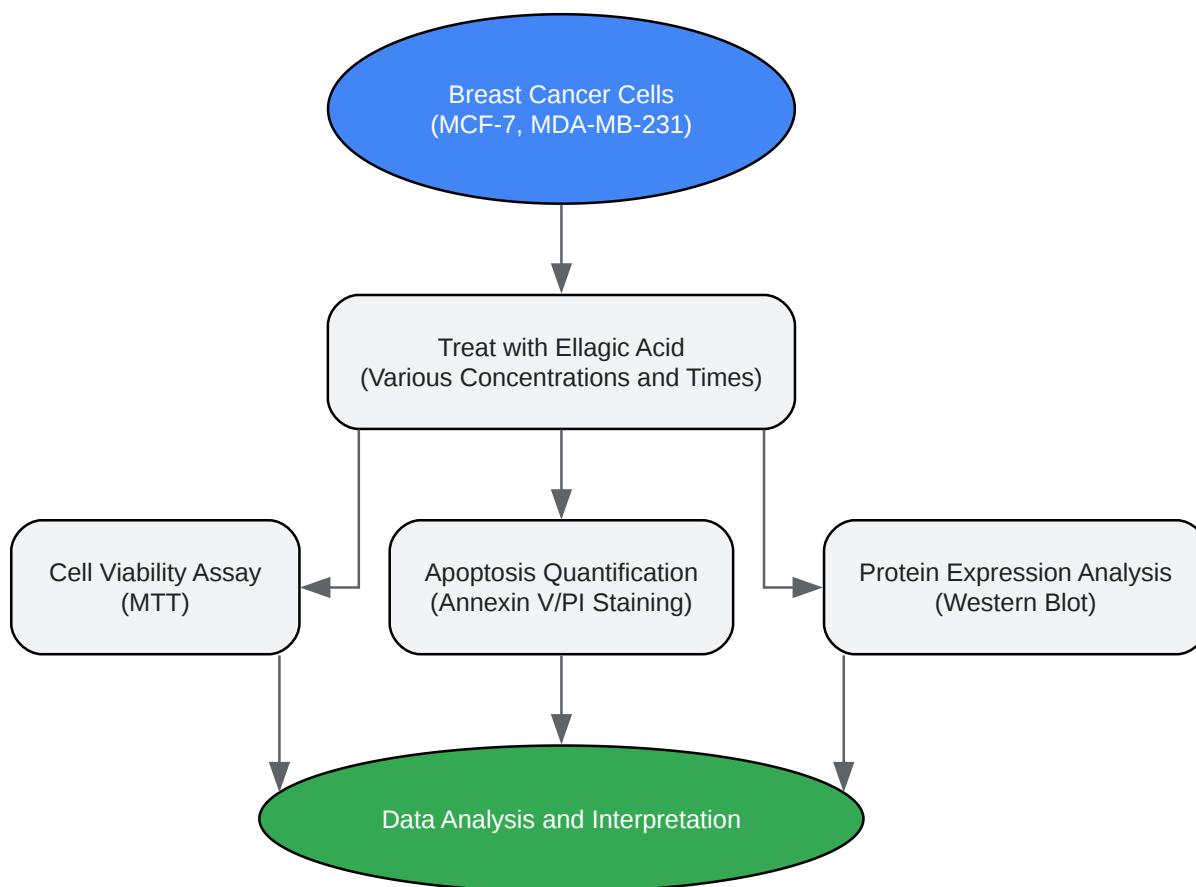 Breast Cancer Cells
(MCF-7, MDA-MB-231)
Treat with Ellagic Acid
(Various Concentrations and Times)
Cell Viability Assay
(MTT)
Apoptosis Quantification
(Annexin V/PI Staining)
Protein Expression Analysis
(Western Blot)
Data Analysis and Interpretation